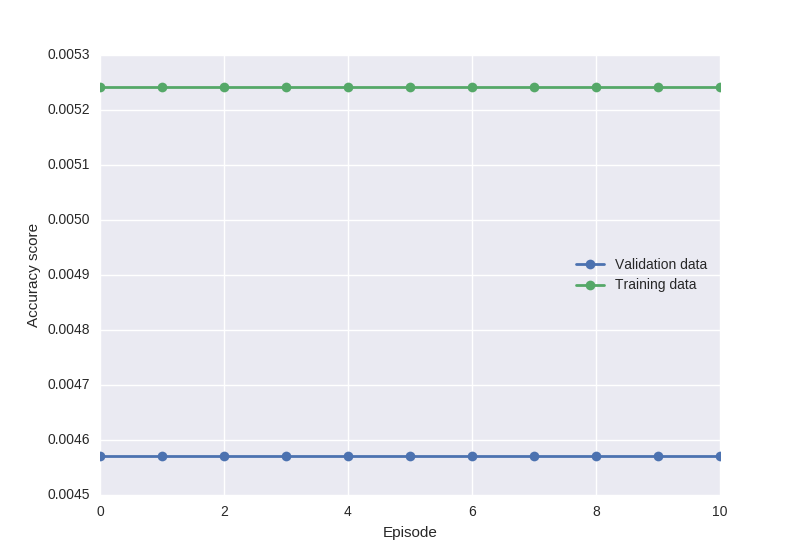 0.0053
0.0052
0.0051
0.0050
0.0049
0.0048
0.0047
0.0046
0.0045
Accuracy score
Validation data
Training data
0 2 4 6 8 10
Episode